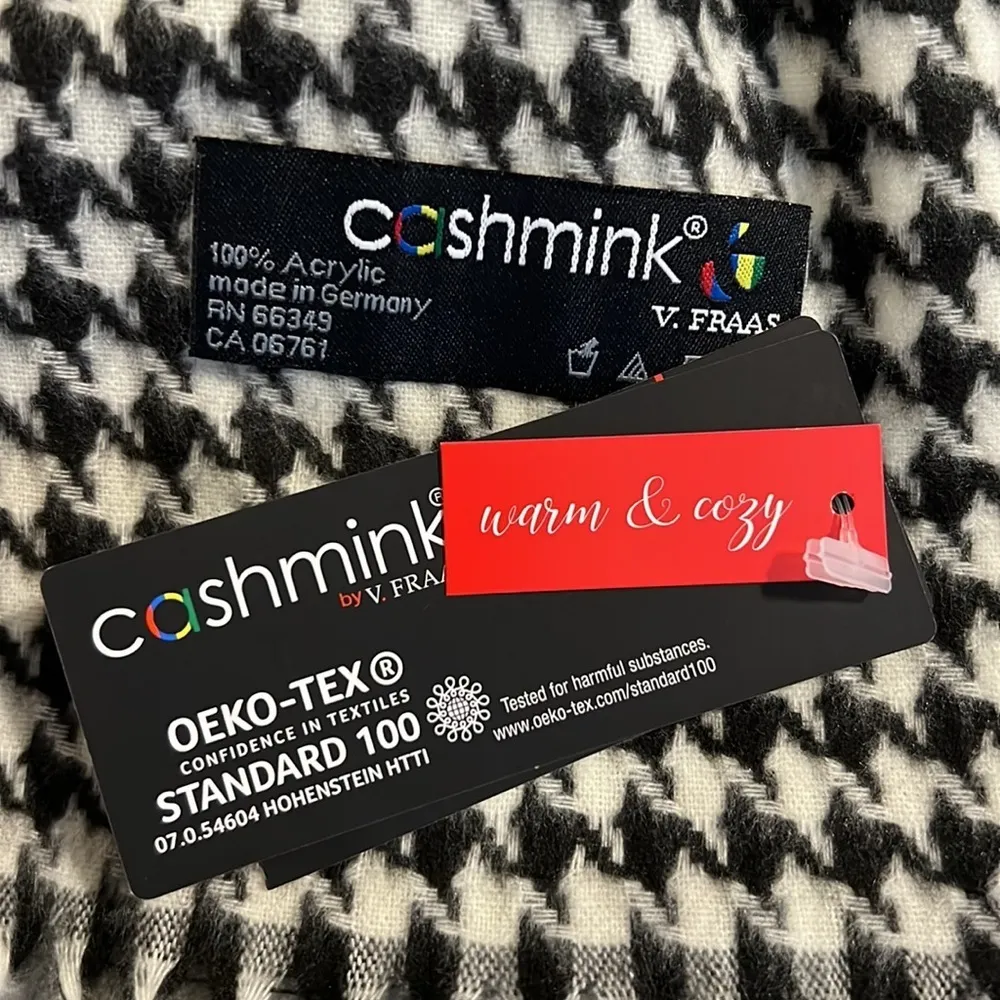 cashmink®
100% Acrylic
made in Germany
RN 66349
CA 06761
V. FRAAS
warm & cozy
cashmink
by V. FRAA
OEKO-TEX®
CONFIDENCE IN TEXTILES
STANDARD 100
07.0.54604 HOHENSTEIN HTTI
Tested for harmful substances.
www.oeko-tex.com/standard100